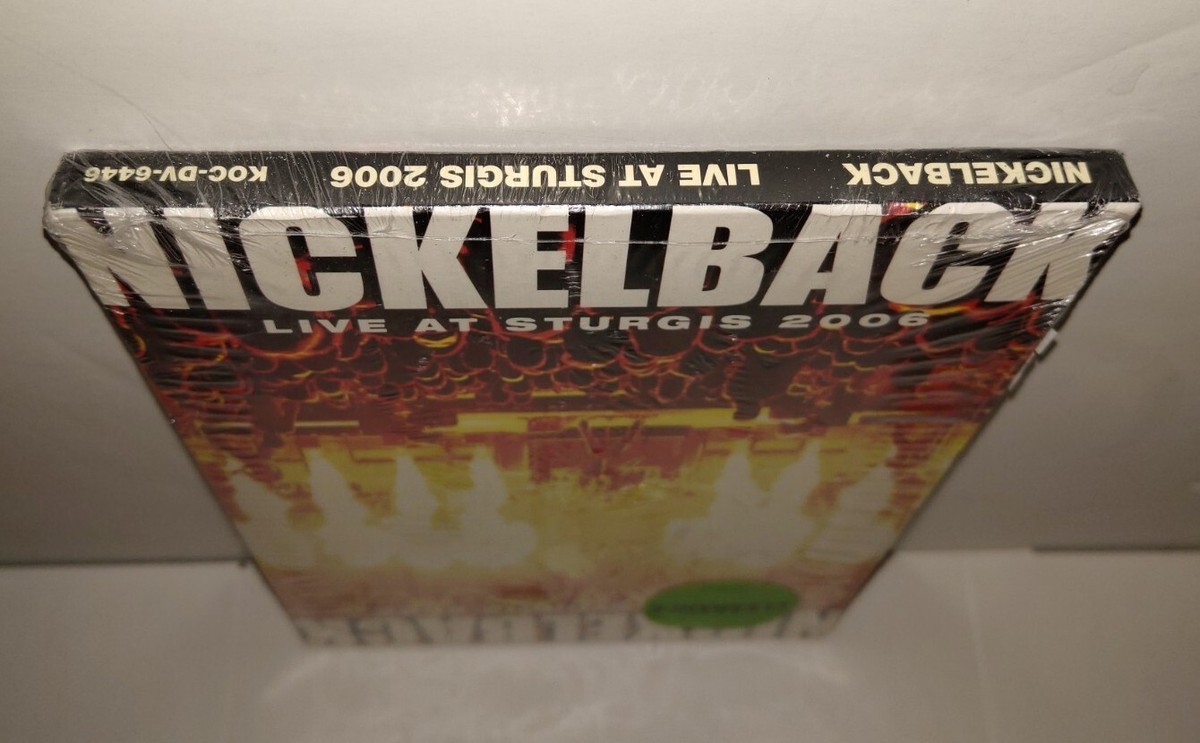 NICKELBACK LIVE AT STURGIS 2006 KOC-DV-6446
NICKELBACK
LIVE AT STURGIS 2006